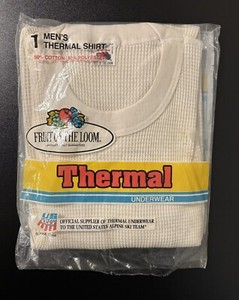 1 MEN'S
THERMAL SHIRT
FRUIT OF THE LOOM.
Thermal
UNDERWEAR
US
OFFICIAL SUPPLIER OF THERMAL UNDERWEAR
TO THE UNITED STATES ALPINE SKI TEAM